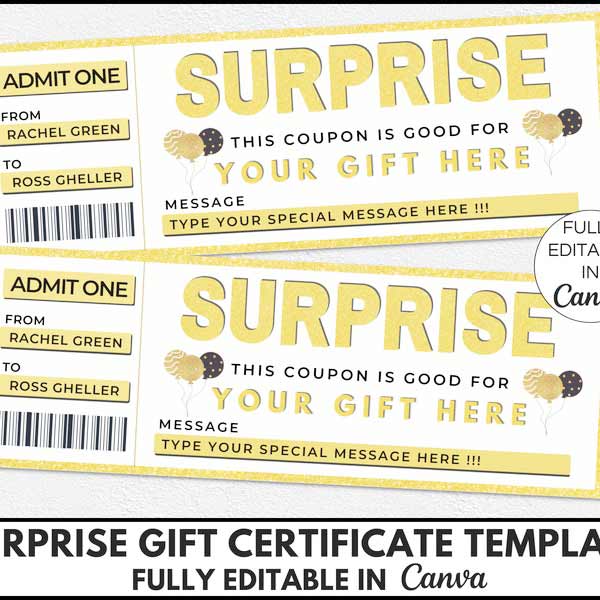 ADMIT ONE
FROM
RACHEL GREEN
TO
ROSS GHELLER
SURPRISE
THIS COUPON IS GOOD FOR
YOUR GIFT HERE
MESSAGE
TYPE YOUR SPECIAL MESSAGE HERE !!!
FULL
EDITA
IN
Can
ADMIT ONE
FROM
RACHEL GREEN
TO
ROSS GHELLER
SURPRISE
THIS COUPON IS GOOD FOR
YOUR GIFT HERE
MESSAGE
TYPE YOUR SPECIAL MESSAGE HERE !!!
RPRISE GIFT CERTIFICATE TEMPLA
FULLY EDITABLE IN Canva